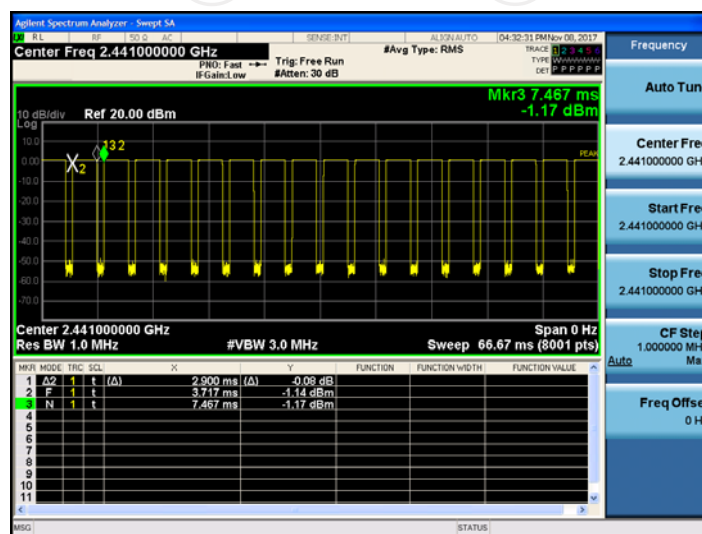 Agilent Spectrum Analyzer - Swept SA
LXI RL RF 50 Ω AC SENSE:INT ALIGN AUTO 04:32:31 PM Nov 08, 2017
Center Freq 2.441000000 GHz
#Avg Type: RMS
TRACE 1 2 3 4 5 6
PNO: Fast
Trig: Free Run
TYPE WWWWWW
IFGain:Low
#Atten: 30 dB
DET P P P P P P
Mkr3 7.467 ms
10 dB/div Ref 20.00 dBm -1.17 dBm
Log
10.0
0.00
-10.0
-20.0
-30.0
-40.0
-50.0
-60.0
-70.0
X2
1 3 2
PEAK
Center 2.441000000 GHz Span 0 Hz
Res BW 1.0 MHz #VBW 3.0 MHz Sweep 66.67 ms (8001 pts)
MKR MODE TRC SCL X Y FUNCTION FUNCTION WIDTH FUNCTION VALUE
1 Δ2 1 t (Δ) 2.900 ms (Δ) -0.08 dB
2 F 1 t 3.717 ms -1.14 dBm
3 N 1 t 7.467 ms -1.17 dBm
4
5
6
7
8
9
10
11
MSG STATUS
Frequency
Auto Tun
Center Fre
2.441000000 GH
Start Fre
2.441000000 GH
Stop Fre
2.441000000 GH
CF Step
1.000000 MH
Auto Ma
Freq Offse
0 H